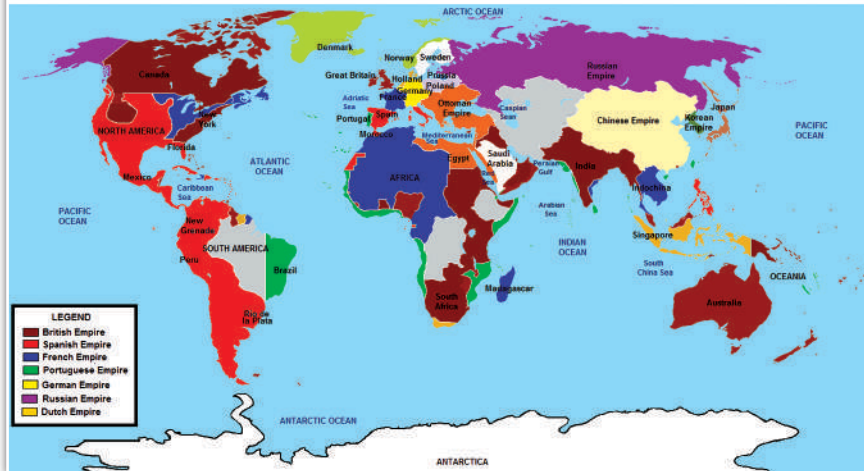 ARCTIC OCEAN
Denmark
Norway
Sweden
Russian
Empire
Canada
Great Britain
Holland
Prussia
Poland
Germany
France
Adriatic
Sea
Ottoman
Empire
Caspian
Sean
Chinese Empire
Japan
Korean
Empire
PACIFIC
OCEAN
New
York
NORTH AMERICA
Portugal
Spain
Morocco
Mediterranean
Sea
Florida
ATLANTIC
OCEAN
Mexico
Caribbean
Sea
AFRICA
Egypt
Red
Sea
Saudi
Arabia
Persian
Gulf
India
Indochina
Arabian
Sea
PACIFIC
OCEAN
New
Grenade
SOUTH AMERICA
Peru
Brazil
INDIAN
OCEAN
Singapore
South
China Sea
OCEANIA
South
Africa
Madagascar
Australia
Rio de
la Plata
LEGEND
British Empire
Spanish Empire
French Empire
Portuguese Empire
German Empire
Russian Empire
Dutch Empire
ANTARCTIC OCEAN
ANTARCTICA